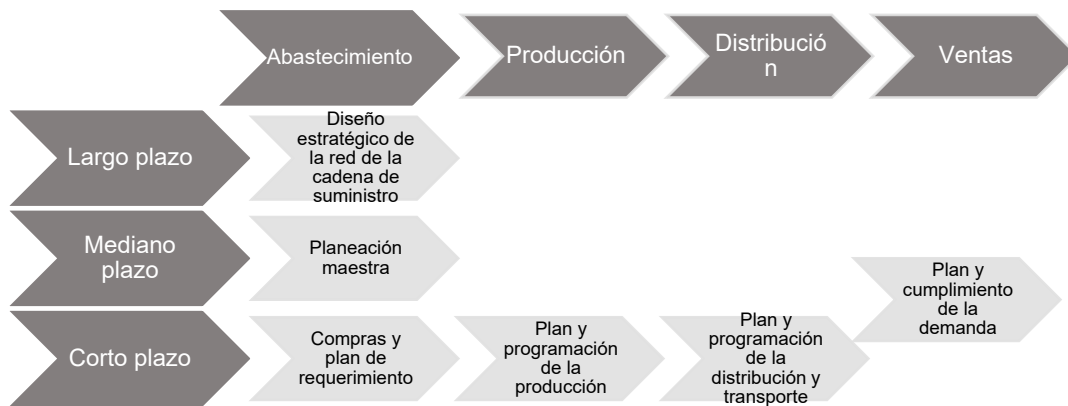 Abastecimiento
Producción
Distribució
n
Ventas
Largo plazo
Diseño
estratégico de
la red de la
cadena de
suministro
Mediano
plazo
Planeación
maestra
Plan y
cumplimiento
de la
demanda
Corto plazo
Compras y
plan de
requerimiento
Plan y
programación
de la
producción
Plan y
programación
de la
distribución y
transporte